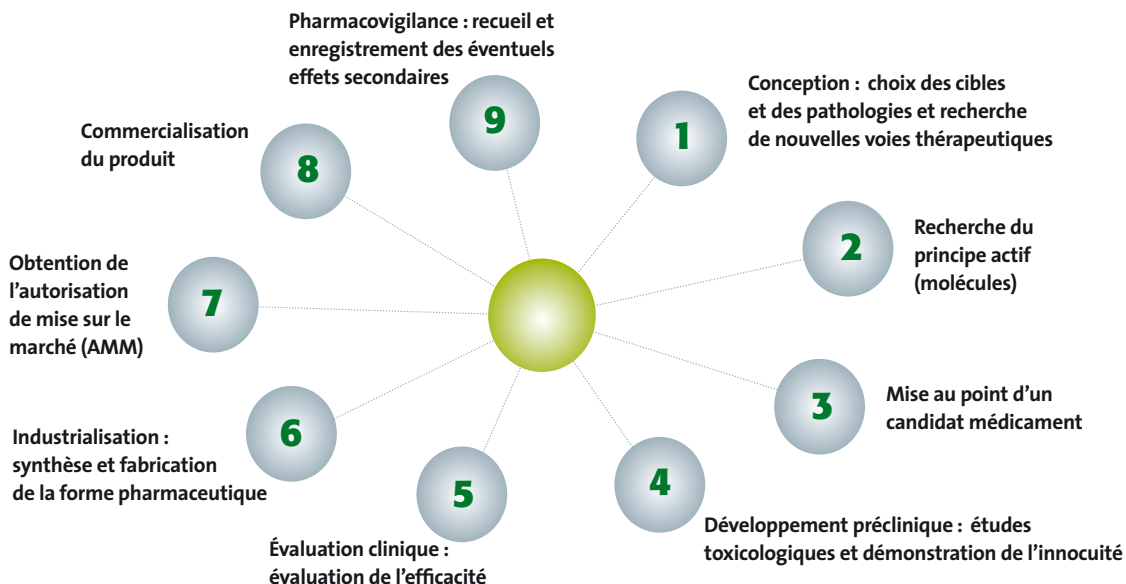 1
Conception : choix des cibles
et des pathologies et recherche
de nouvelles voies thérapeutiques
2
Recherche du
principe actif
(molécules)
3
Mise au point d’un
candidat médicament
4
Développement préclinique : études
toxicologiques et démonstration de l’innocuité
5
Évaluation clinique :
évaluation de l’efficacité
6
Industrialisation :
synthèse et fabrication
de la forme pharmaceutique
7
Obtention de
l’autorisation
de mise sur le
marché (AMM)
8
Commercialisation
du produit
9
Pharmacovigilance : recueil et
enregistrement des éventuels
effets secondaires